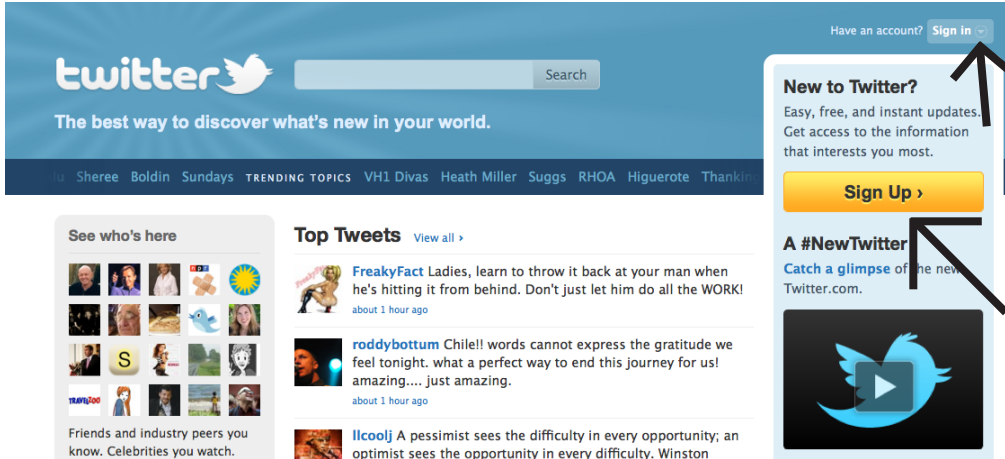 Have an account? Sign in
twitter
Search
The best way to discover what's new in your world.
Sheree Boldin Sundays TRENDING TOPICS VH1 Divas Heath Miller Suggs RHOA Higuerote
New to Twitter?
Easy, free, and instant updates.
Get access to the information
that interests you most.
Sign Up ›
A #NewTwitter
Catch a glimpse of the new
Twitter.com.
See who's here
npr
S
TRAVELZOO
Friends and industry peers you
know. Celebrities you watch.
Top Tweets View all ›
FreakyFact Ladies, learn to throw it back at your man when
he's hitting it from behind. Don't just let him do all the WORK!
about 1 hour ago
roddybottum Chile!! words cannot express the gratitude we
feel tonight. what a perfect way to end this journey for us!
amazing.... just amazing.
about 1 hour ago
llcoolj A pessimist sees the difficulty in every opportunity; an
optimist sees the opportunity in every difficulty. Winston